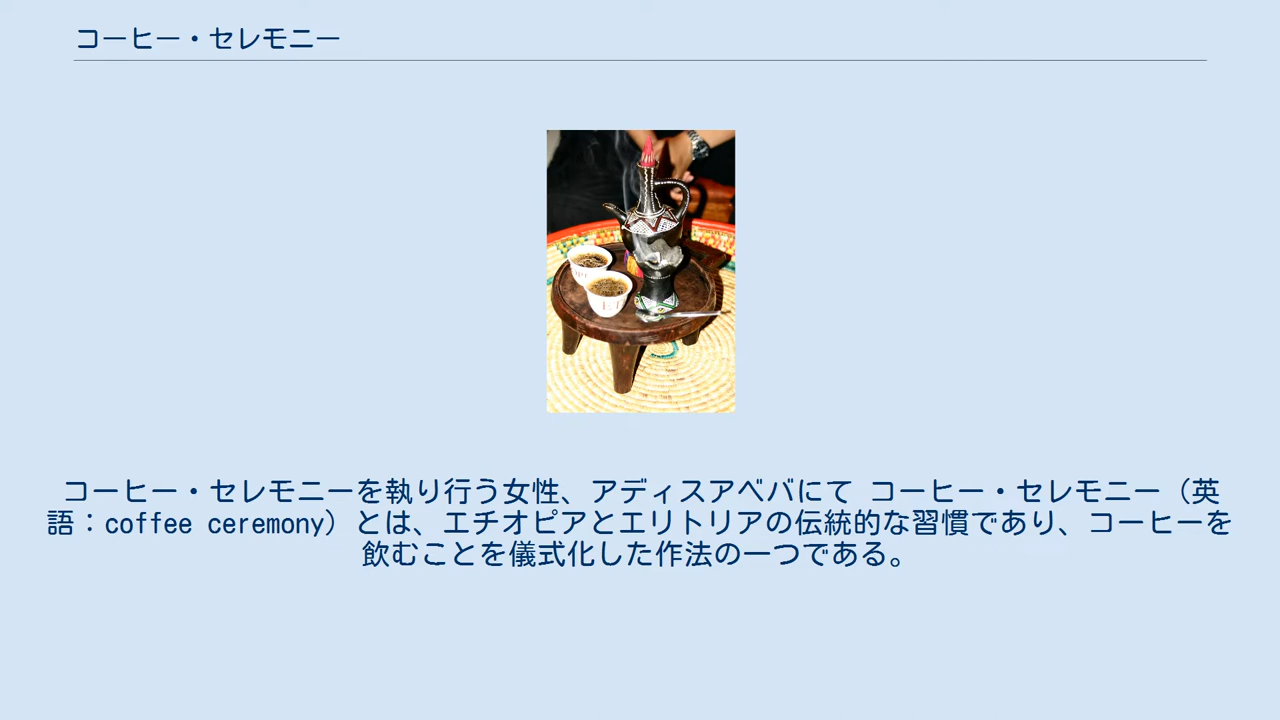 コーヒー・セレモニー
コーヒー・セレモニーを執り行う女性、アディスアベバにて コーヒー・セレモニー（英
語：coffee ceremony）とは、エチオピアとエリトリアの伝統的な習慣であり、コーヒーを
飲むことを儀式化した作法の一つである。